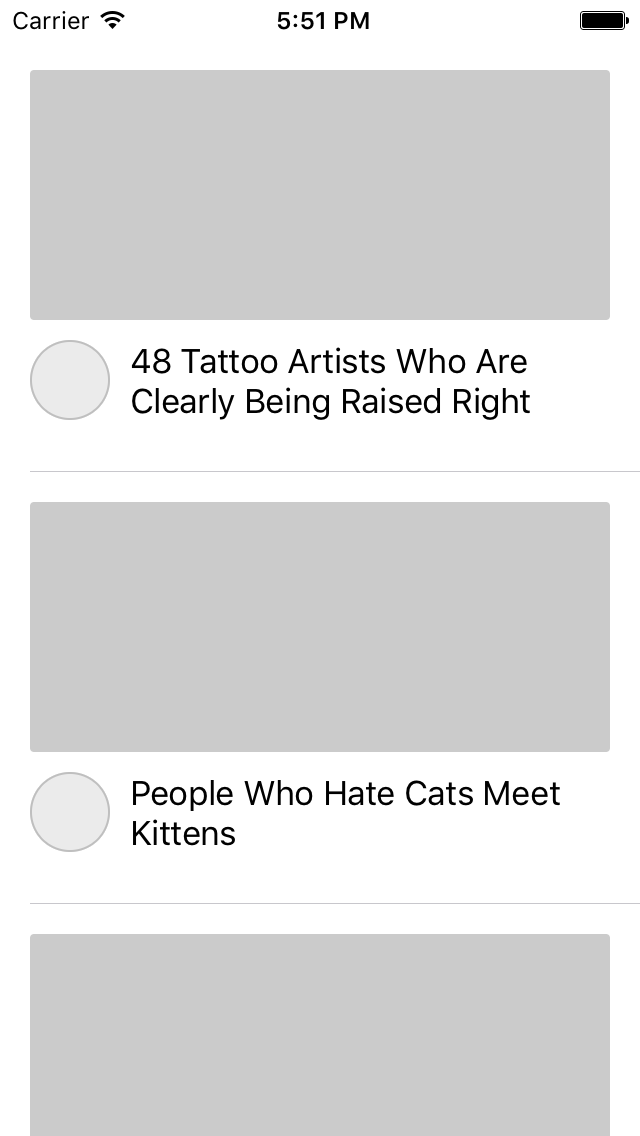 Carrier 5:51 PM
48 Tattoo Artists Who Are
Clearly Being Raised Right
People Who Hate Cats Meet
Kittens